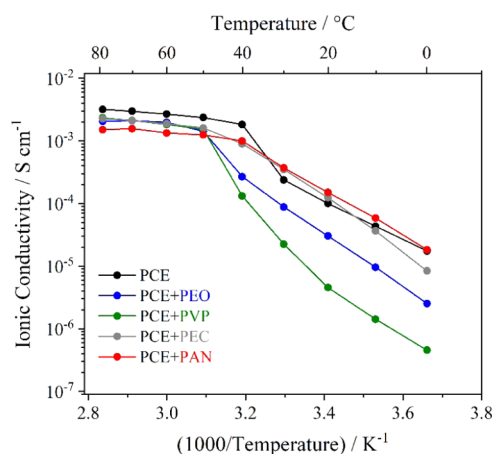 Temperature / °C
80 60 40 20 0
10⁻²
10⁻³
10⁻⁴
10⁻⁵
10⁻⁶
10⁻⁷
Ionic Conductivity / S cm⁻¹
PCE
PCE+PEO
PCE+PVP
PCE+PEC
PCE+PAN
2.8 3.0 3.2 3.4 3.6 3.8
(1000/Temperature) / K⁻¹